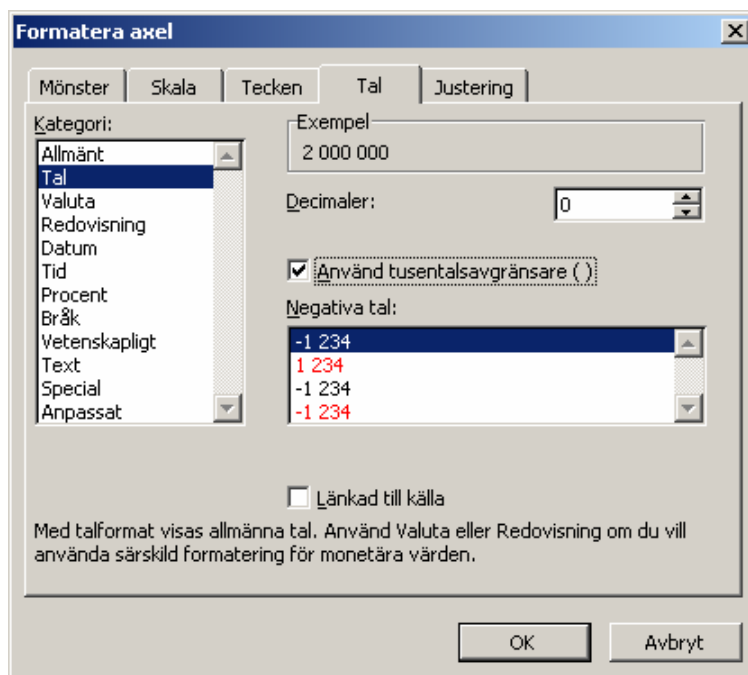 Formatera axel
Mönster Skala Tecken Tal Justering
Kategori:
Allmänt
Tal
Valuta
Redovisning
Datum
Tid
Procent
Bråk
Vetenskapligt
Text
Special
Anpassat
Exempel
2 000 000
Decimaler:
0
Använd tusentalsavgränsare ( )
Negativa tal:
-1 234
1 234
-1 234
-1 234
Länkad till källa
Med talformat visas allmänna tal. Använd Valuta eller Redovisning om du vill
använda särskild formatering för monetära värden.
OK Avbryt